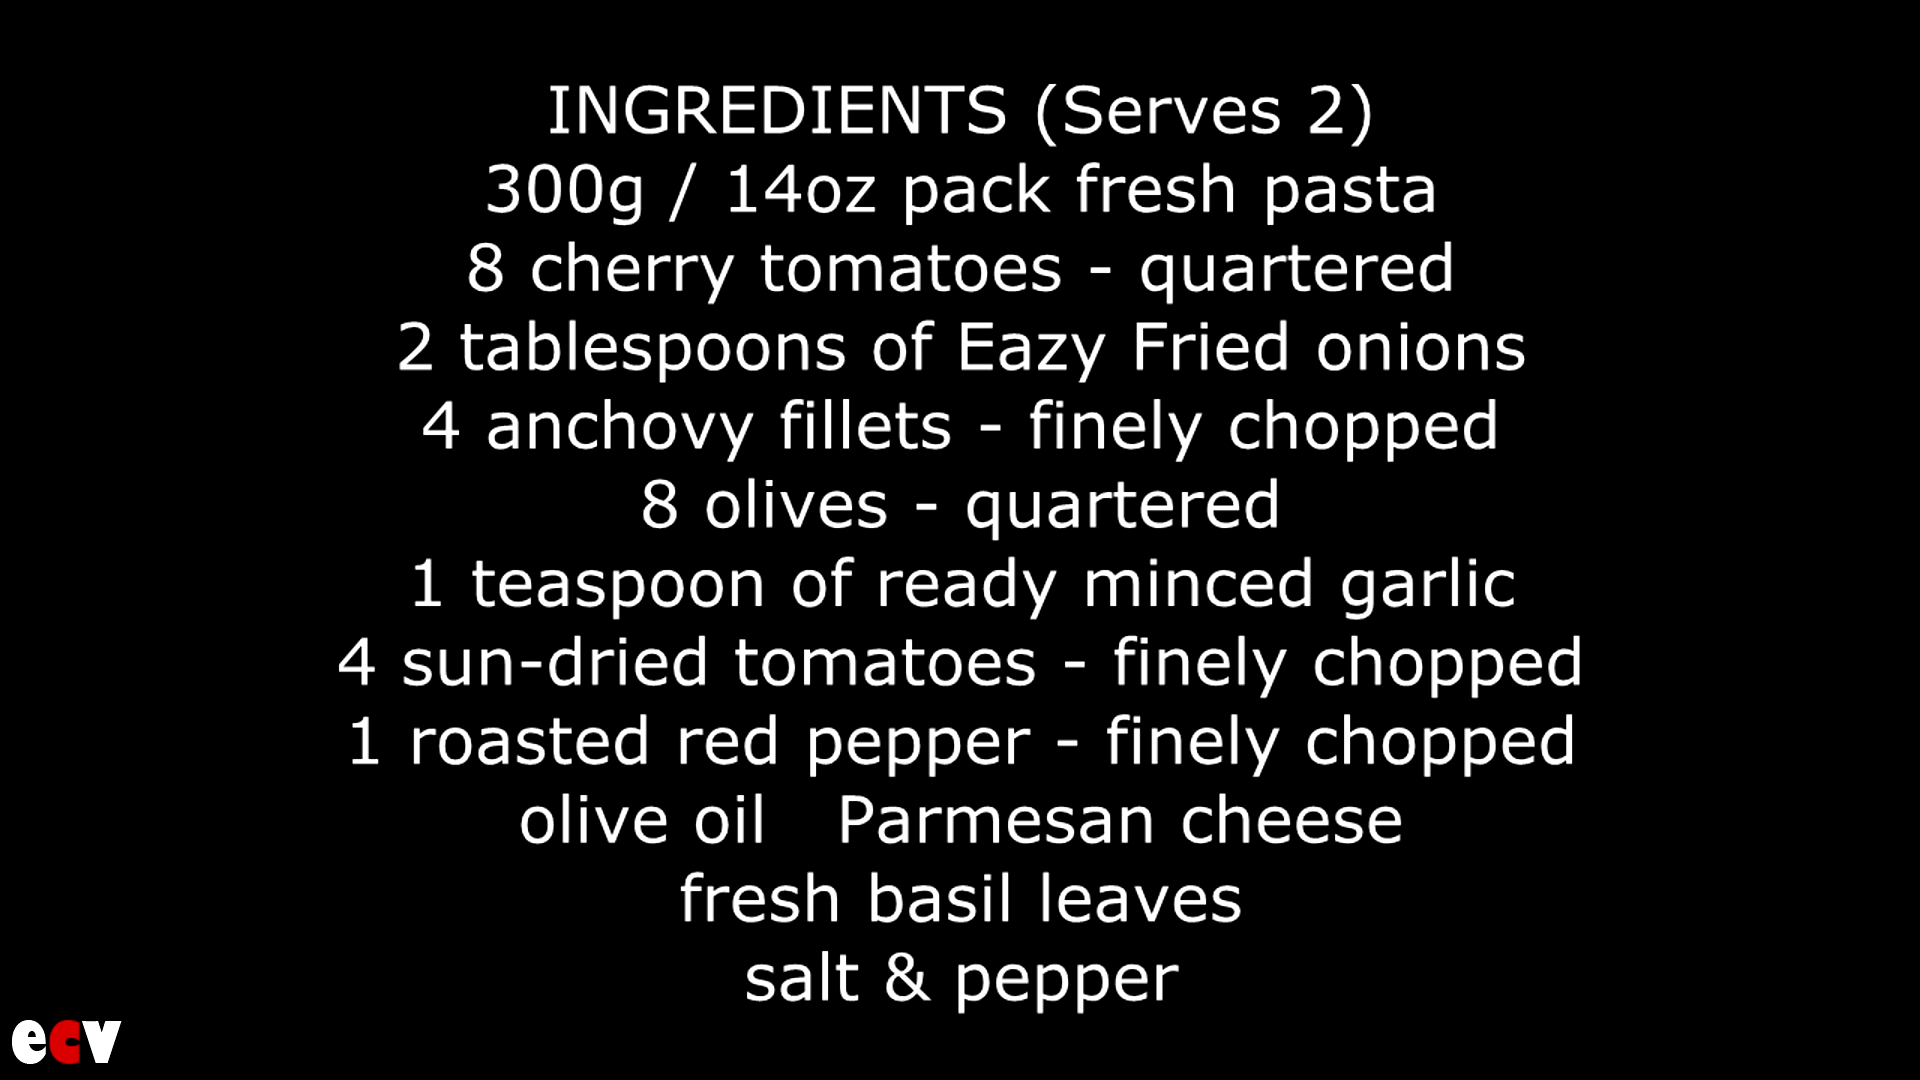 INGREDIENTS (Serves 2)
300g / 14oz pack fresh pasta
8 cherry tomatoes - quartered
2 tablespoons of Eazy Fried onions
4 anchovy fillets - finely chopped
8 olives - quartered
1 teaspoon of ready minced garlic
4 sun-dried tomatoes - finely chopped
1 roasted red pepper - finely chopped
olive oil   Parmesan cheese
fresh basil leaves
salt & pepper
ecv